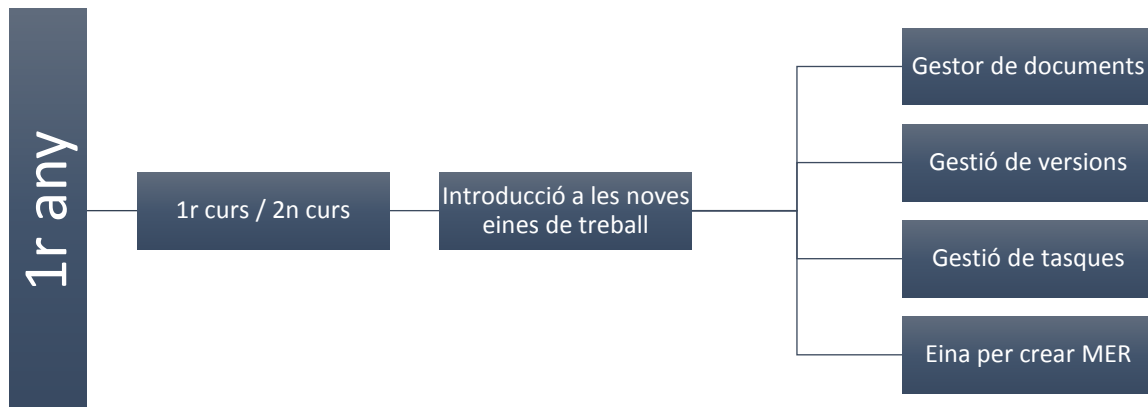 1r any
1r curs / 2n curs
Introducció a les noves
eines de treball
Gestor de documents
Gestió de versions
Gestió de tasques
Eina per crear MER